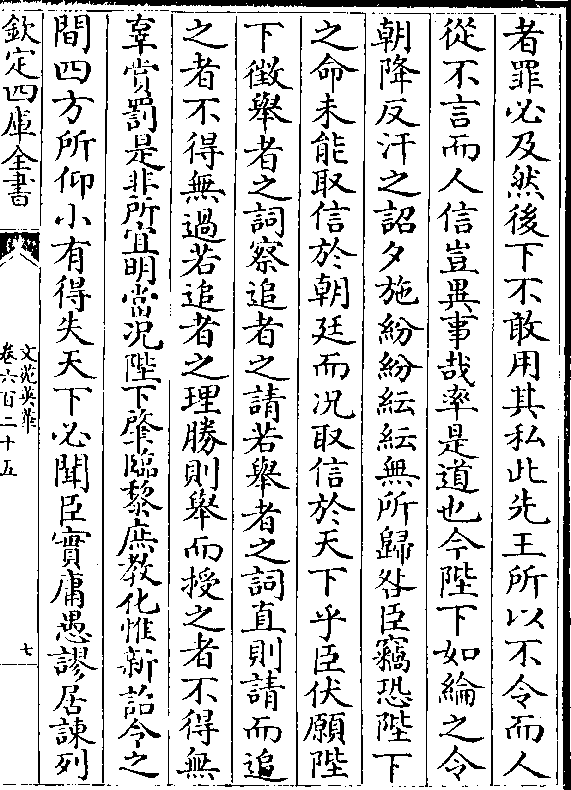 者罪必及然後下不敢用其私此先王所以不令而人
從不言而人信豈異事哉率是道也今陛下如綸之令
朝降反汗之詔夕施紛紛紜紜無所歸咎臣竊恐陛下
之命未能取信於朝廷而况取信於天下乎臣伏願陛
下徴舉者之詞察追者之請若舉者之詞直則請而追
之者不得無過若追者之理勝則舉而授之者不得無
辜賞罰是非所宜明當况陛下肇臨黎庶教化惟新詔令之
間四方所仰小有得失天下必聞臣實庸愚謬居諫列
欽定四庫全書
文苑英華
卷六百二十五
七